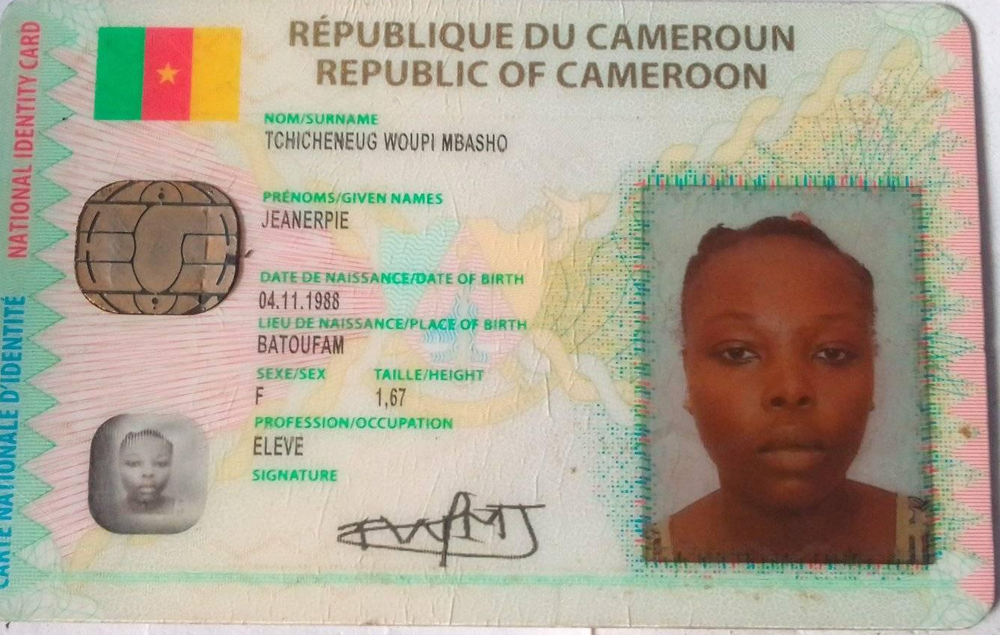 RÉPUBLIQUE DU CAMEROUN
REPUBLIC OF CAMEROON
NATIONAL IDENTITY CARD
CARTE NATIONALE D'IDENTITÉ
NOM/SURNAME
TCHICHENEUG WOUPI MBASHO
PRÉNOMS/GIVEN NAMES
JEANERPIE
DATE DE NAISSANCE/DATE OF BIRTH
04.11.1988
LIEU DE NAISSANCE/PLACE OF BIRTH
BATOUFAM
SEXE/SEX TAILLE/HEIGHT
F 1,67
PROFESSION/OCCUPATION
ELEVE
SIGNATURE